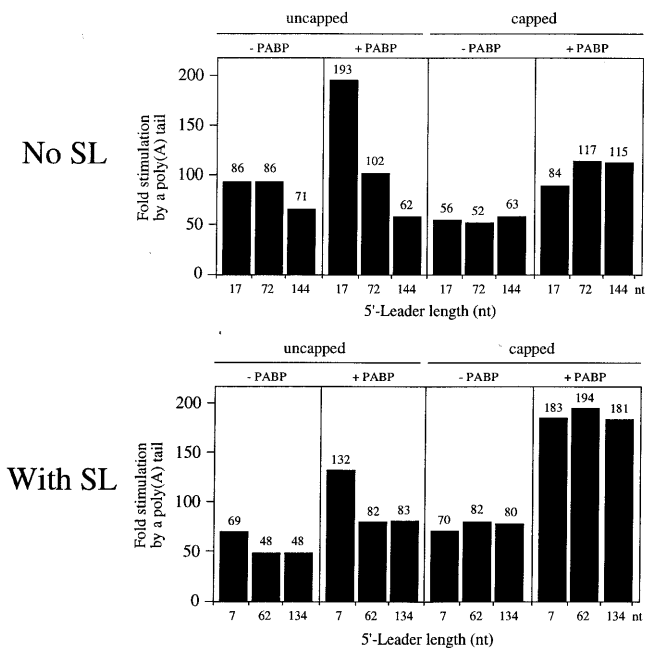 uncapped capped
- PABP + PABP - PABP + PABP
No SL
Fold stimulation
by a poly(A) tail
200
150
100
50
0
86 86 71 193 102 62 56 52 63 84 117 115
17 72 144 17 72 144 17 72 144 17 72 144 nt
5'-Leader length (nt)
uncapped capped
- PABP + PABP - PABP + PABP
With SL
Fold stimulation
by a poly(A) tail
200
150
100
50
0
69 48 48 132 82 83 70 82 80 183 194 181
7 62 134 7 62 134 7 62 134 7 62 134 nt
5'-Leader length (nt)